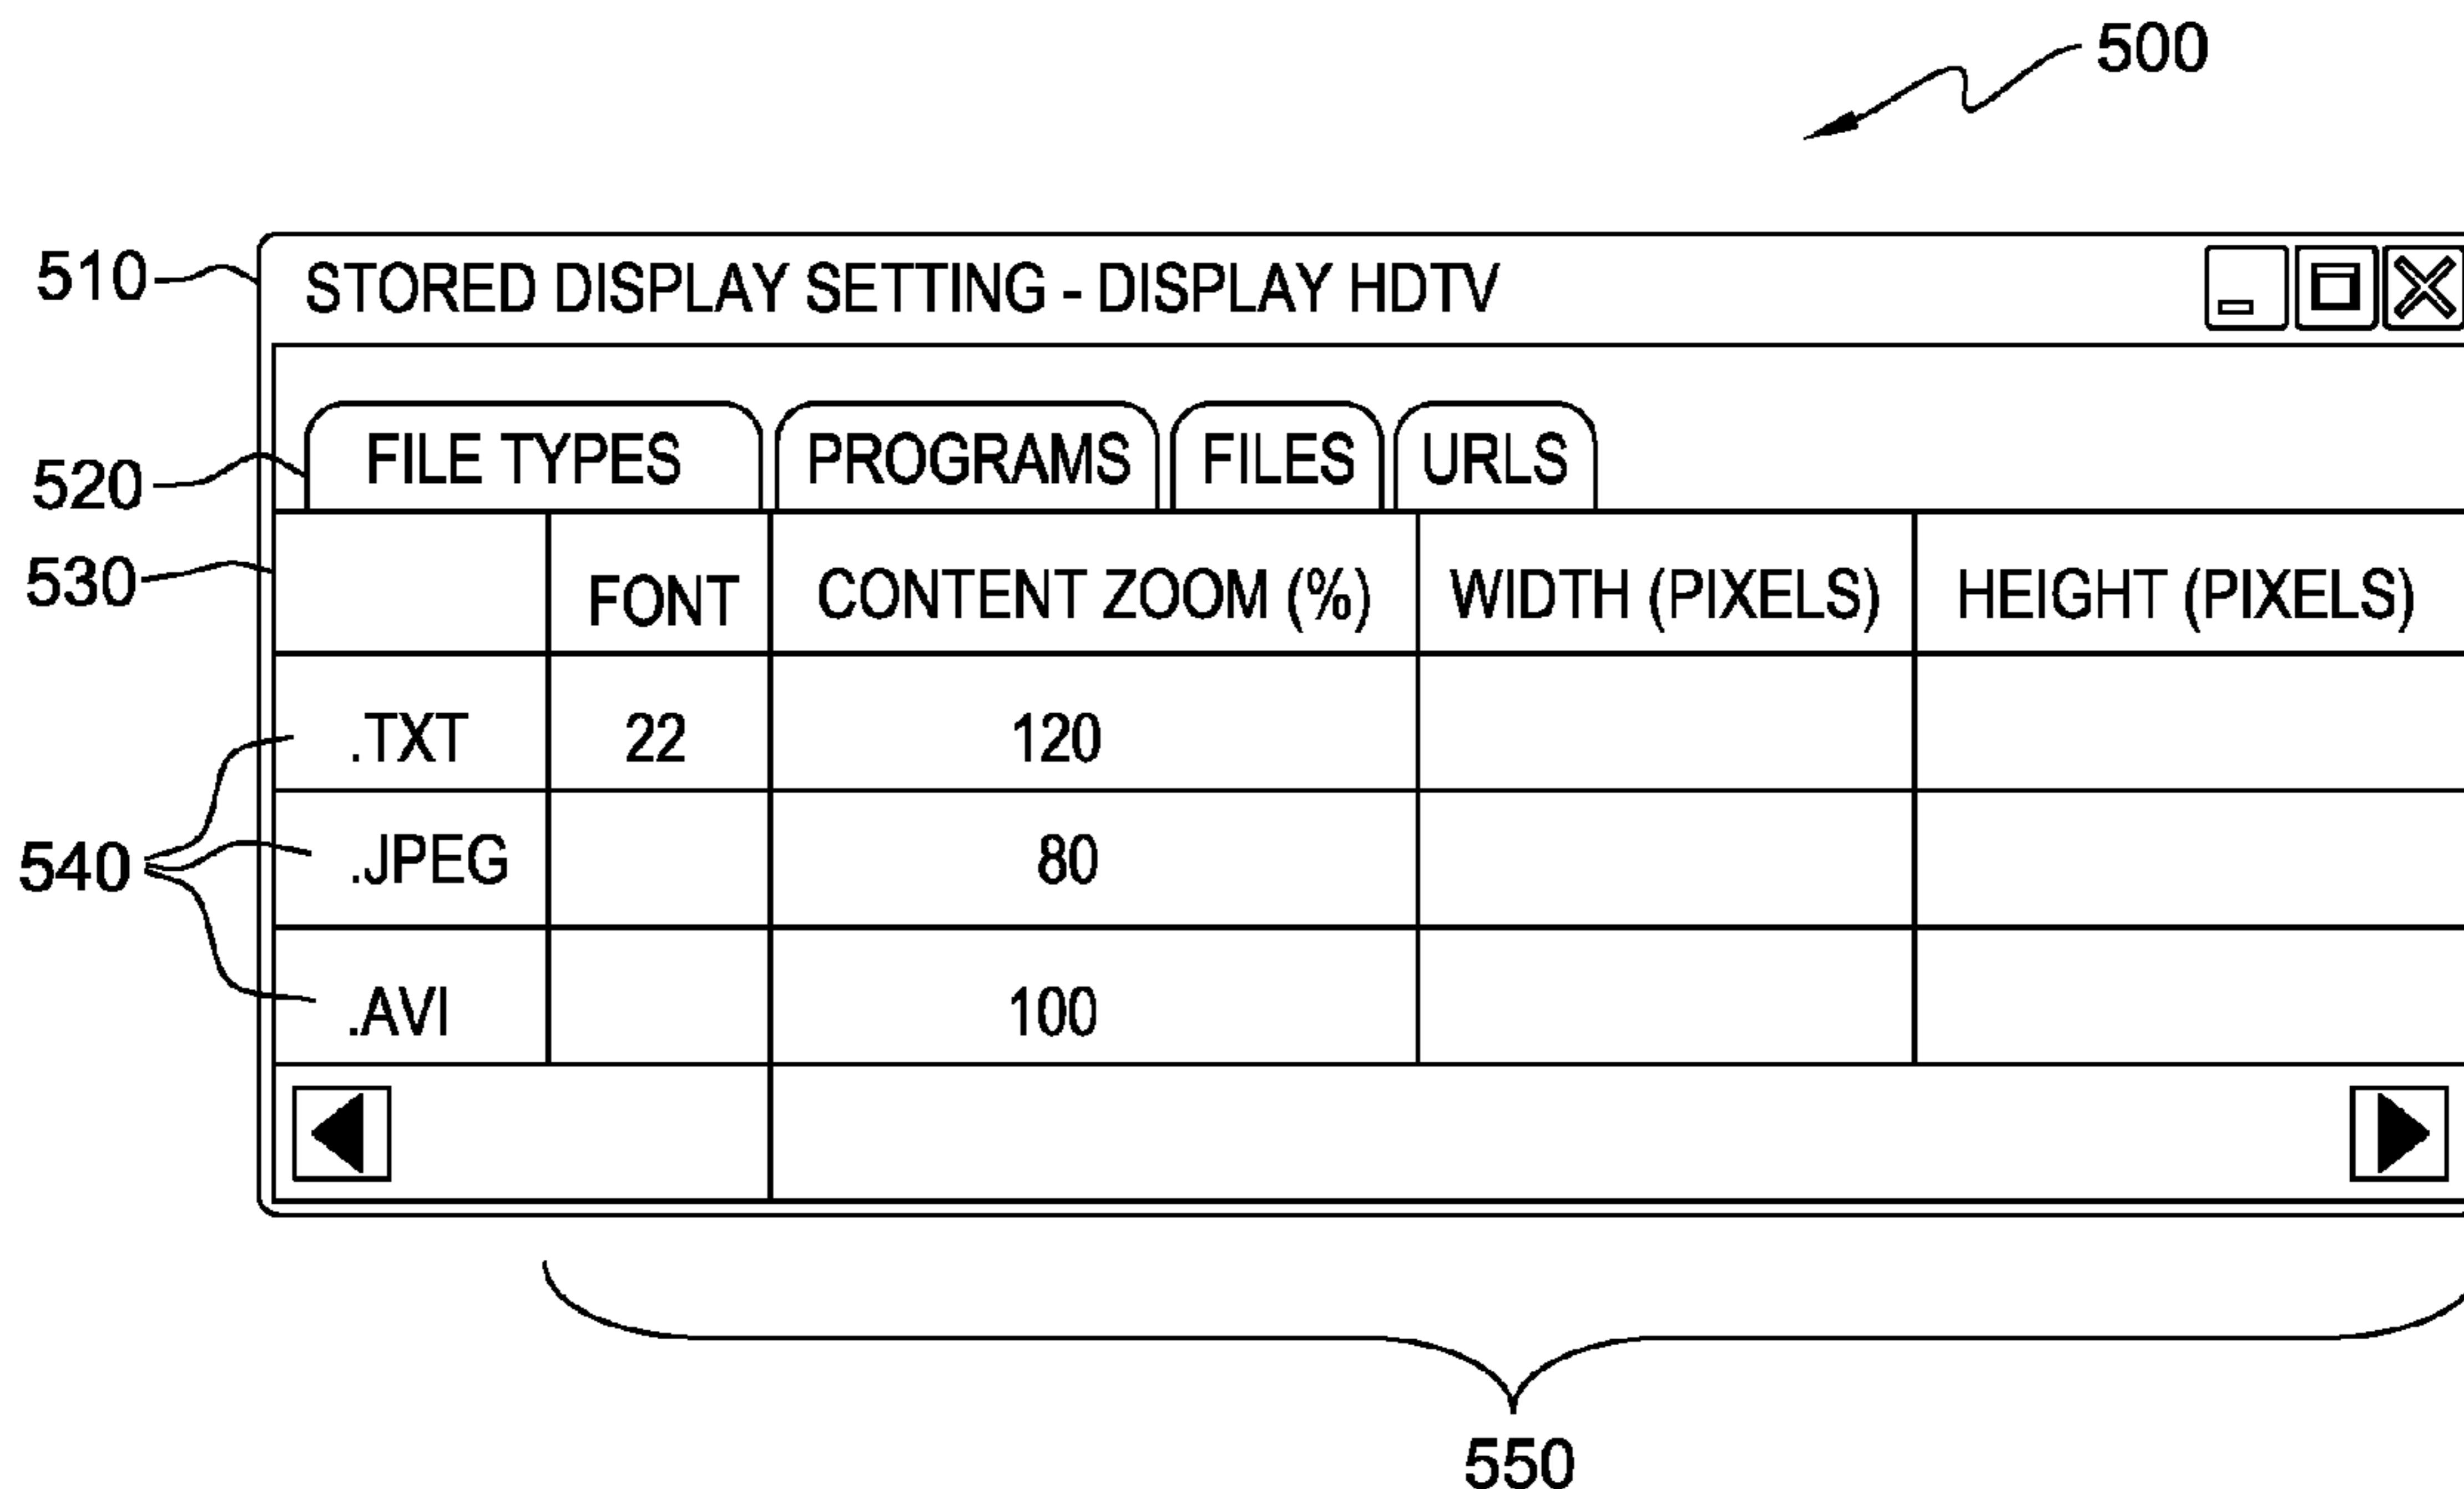 500
510
STORED DISPLAY SETTING - DISPLAY HDTV
520
FILE TYPES PROGRAMS FILES URLS
530
FONT CONTENT ZOOM (%) WIDTH (PIXELS) HEIGHT (PIXELS)
540
.TXT 22 120
.JPEG 80
.AVI 100
550